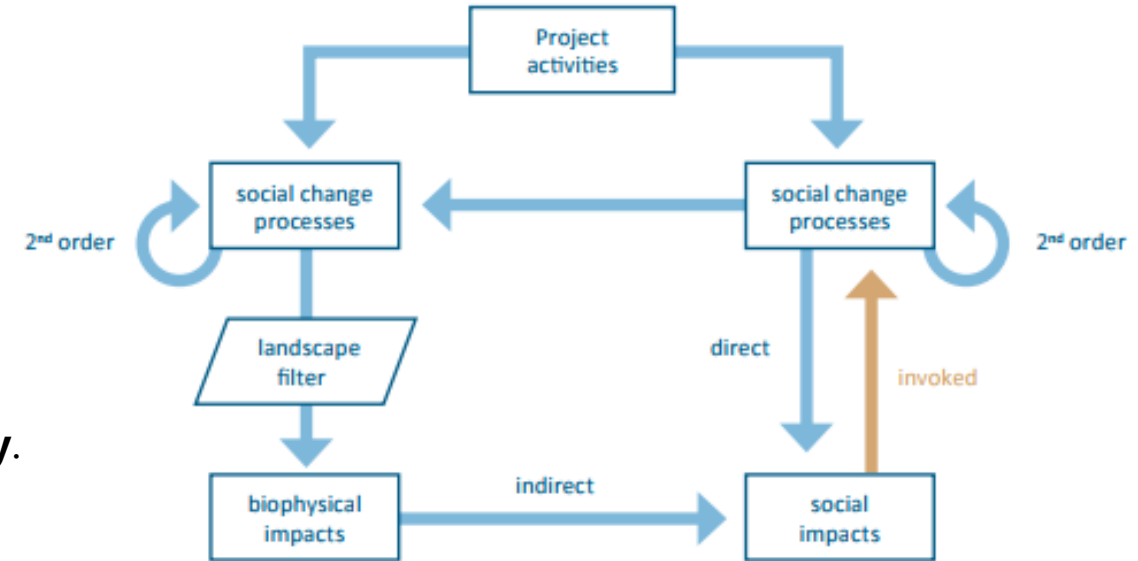 Project
activities
social change
processes
social change
processes
2nd order
2nd order
landscape
filter
direct
invoked
y.
biophysical
impacts
indirect
social
impacts